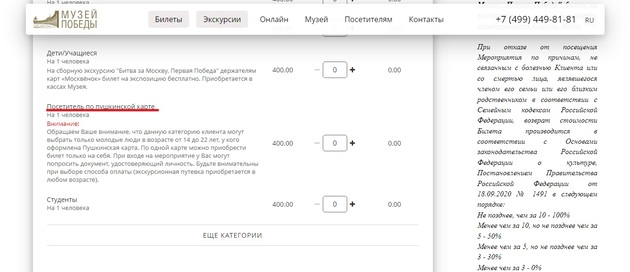 МУЗЕЙ
ПОБЕДЫ
Билеты
Экскурсии
Онлайн
Музей
Посетителям
Контакты
+7 (499) 449-81-81
RU
Дети/Учащиеся
На 1 человека
На сборную экскурсию "Битва за Москву. Первая Победа" держателям
карт «Москвёнок» билет на экспозицию бесплатно. Приобретается в
кассах Музея.
400.00
0
0.00
Посетитель по пушкинской карте
На 1 человека
Внимание:
Обращаем Ваше внимание, что данную категорию клиента могут
выбрать только молодые люди в возрасте от 14 до 22 лет, у кого
оформлена Пушкинская карта. По одной карте можно приобрести
билет только на себя. При входе на мероприятие у Вас могут
попросить документ, удостоверяющий личность. Будьте внимательны
при выборе способа оплаты (экскурсионная путевка приобретается в
любом возрасте).
400.00
0
0.00
Студенты
На 1 человека
400.00
0
0.00
ЕЩЕ КАТЕГОРИИ
При отказе от посещения
Мероприятия по причинам, не
связанным с болезнью Клиента или
со смертью лица, являвшегося
членом его семьи или его близким
родственником в соответствии с
Семейным кодексом Российской
Федерации, возврат стоимости
Билета производится в
соответствии с Основами
законодательства Российской
Федерации о культуре,
Постановлением Правительства
Российской Федерации от
18.09.2020 № 1491 в следующем
порядке:
Не позднее, чем за 10 - 100%
Менее чем за 10, но не позднее чем за
5 - 50%
Менее чем за 5, но не позднее чем за
3 - 30%
Менее чем за 3 - 0%